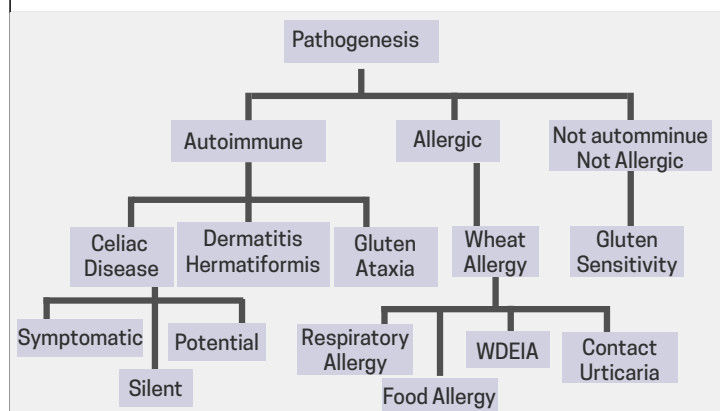 Pathogenesis
Autoimmune
Allergic
Not automminue
Not Allergic
Celiac
Disease
Dermatitis
Hermatiformis
Gluten
Ataxia
Wheat
Allergy
Gluten
Sensitivity
Symptomatic
Silent
Potential
Respiratory
Allergy
Food Allergy
WDEIA
Contact
Urticaria